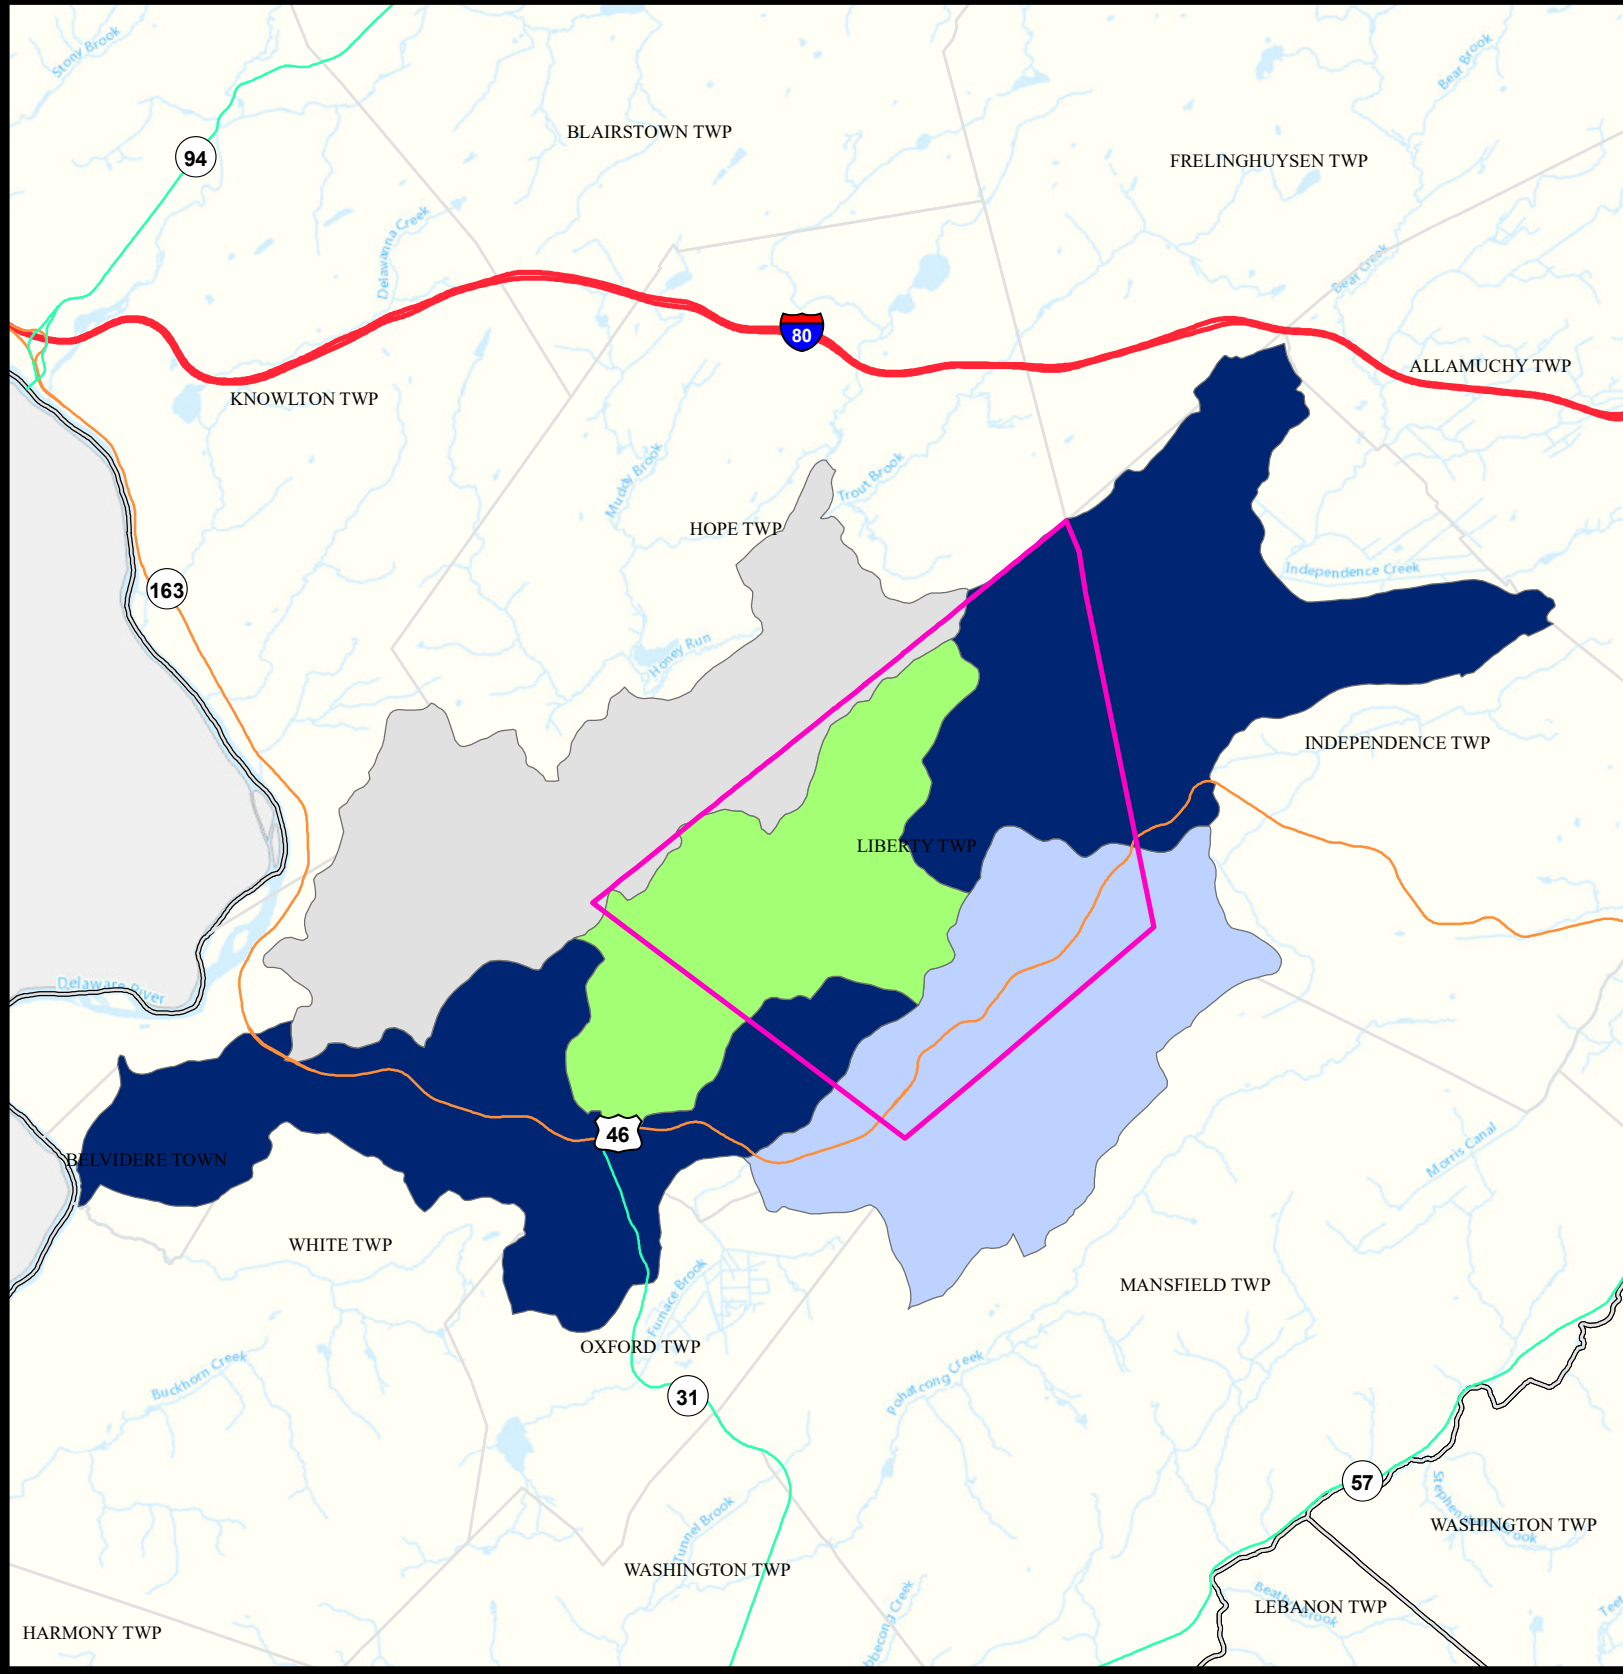 Stony Brook
Bear Brook
BLAIRSTOWN TWP
94
FRELINGHUYSEN TWP
Delawanna Creek
Bear Creek
80
ALLAMUCHY TWP
KNOWLTON TWP
Muddy Brook
Trout Brook
HOPE TWP
Independence Creek
163
Honey Run
INDEPENDENCE TWP
LIBERTY TWP
Delaware River
46
Morris Canal
BELVIDERE TOWN
WHITE TWP
MANSFIELD TWP
Furnace Brook
OXFORD TWP
Buckhorn Creek
Pohatcong Creek
31
57
WASHINGTON TWP
Tunnel Brook
WASHINGTON TWP
LEBANON TWP
HARMONY TWP